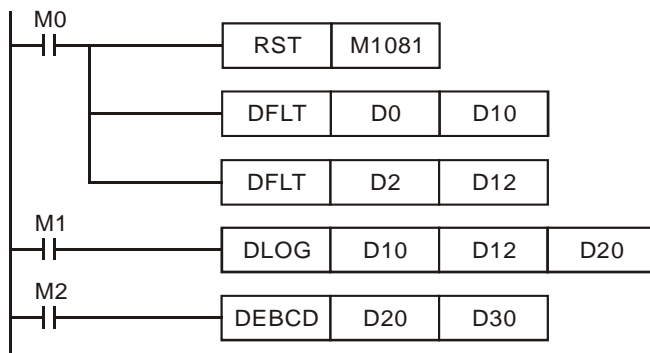 M0
RST M1081
DFLT D0 D10
DFLT D2 D12
M1
DLOG D10 D12 D20
M2
DEBCD D20 D30